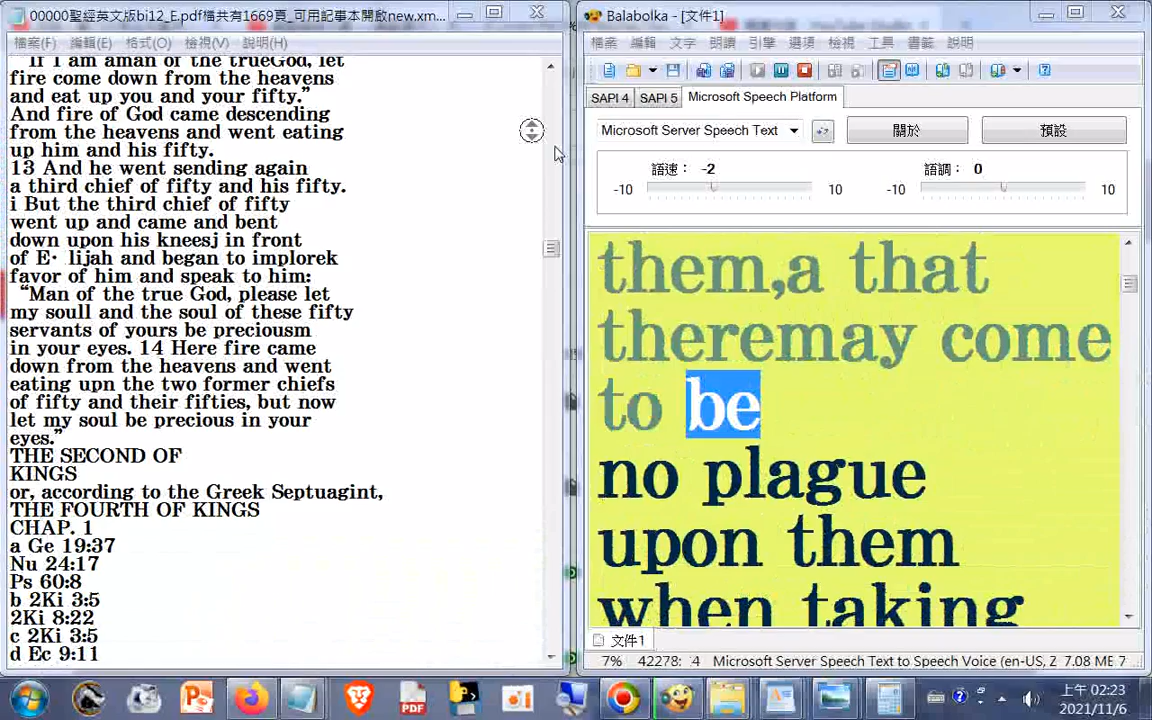 00000聖經英文版bi12_E.pdf檔共有1669頁_可用記事本開啟new.xm...
檔案(F) 編輯(E) 格式(O) 檢視(V) 說明(H)
"If I am aman of the trueGod, let
fire come down from the heavens
and eat up you and your fifty.”
And fire of God came descending
from the heavens and went eating
up him and his fifty.
13 And he went sending again
a third chief of fifty and his fifty.
i But the third chief of fifty
went up and came and bent
down upon his kneesj in front
of E· lijah and began to implorek
favor of him and speak to him:
“Man of the true God, please let
my soull and the soul of these fifty
servants of yours be preciousm
in your eyes. 14 Here fire came
down from the heavens and went
eating upn the two former chiefs
of fifty and their fifties, but now
let my soul be precious in your
eyes.”
THE SECOND OF
KINGS
or, according to the Greek Septuagint,
THE FOURTH OF KINGS
CHAP. 1
a Ge 19:37
Nu 24:17
Ps 60:8
b 2Ki 3:5
2Ki 8:22
c 2Ki 3:5
d Ec 9:11
Balabolka - [文件1]
檔案 編輯 文字 朗讀 引擎 選項 檢視 工具 書籤 說明
SAPI 4 SAPI 5 Microsoft Speech Platform
Microsoft Server Speech Text 關於 預設
語速： -2 語調： 0
-10 10 -10 10
them,a that
theremay come
to be
no plague
upon them
when taking
文件1
7% 42278: 4 Microsoft Server Speech Text to Speech Voice (en-US, Z 7.08 ME 7
上午 02:23
2021/11/6